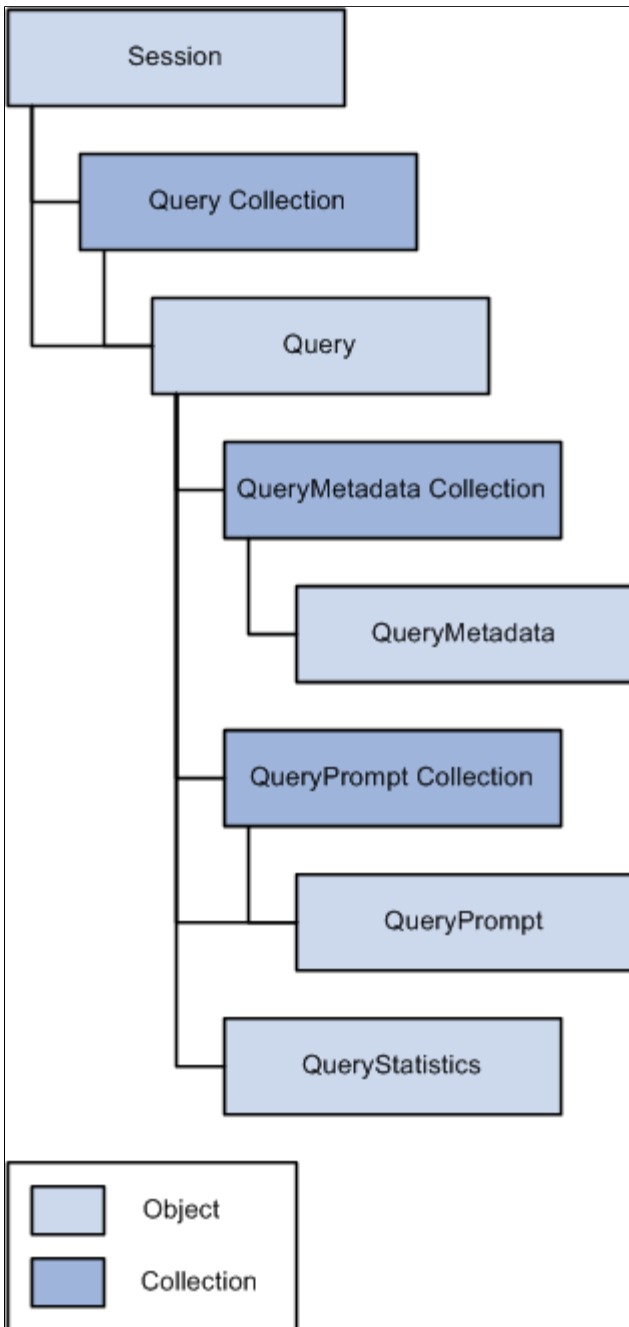 Session
Query Collection
Query
QueryMetadata Collection
QueryMetadata
QueryPrompt Collection
QueryPrompt
QueryStatistics
Object
Collection